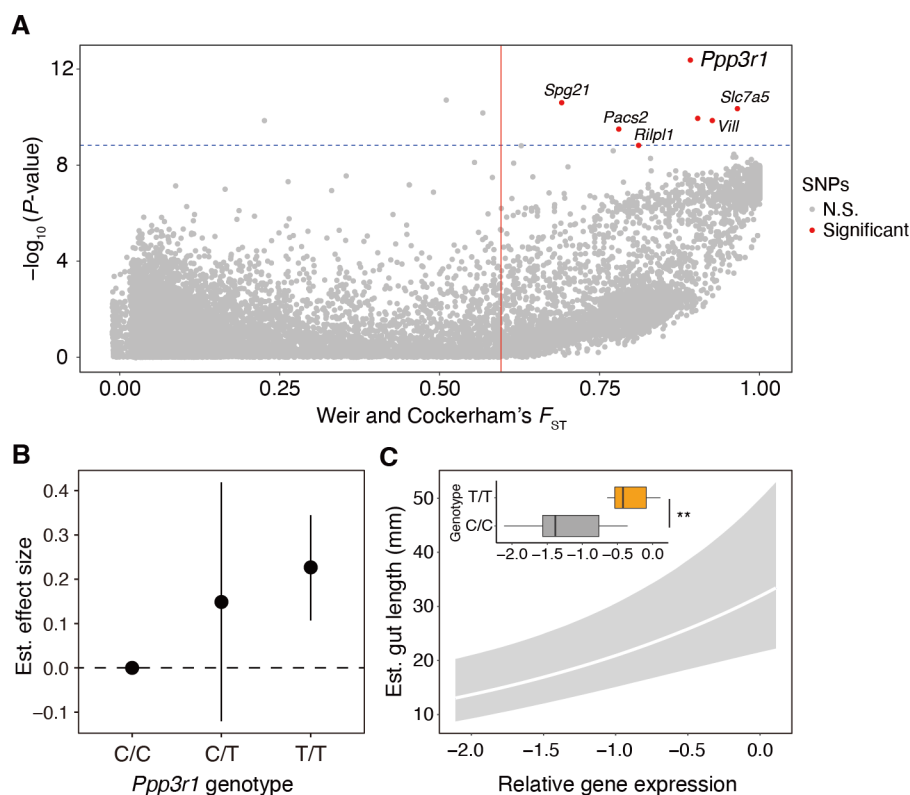 A
12
8
4
0
−log10(P-value)
Ppp3r1
Spg21
Slc7a5
Pacs2
Vill
Rilpl1
SNPs
N.S.
Significant
0.00 0.25 0.50 0.75 1.00
Weir and Cockerham's FST
B
0.4
0.3
0.2
0.1
0.0
−0.1
Est. effect size
C/C C/T T/T
Ppp3r1 genotype
C
50
40
30
20
10
Est. gut length (mm)
Genotype
T/T
C/C
**
−2.0 −1.5 −1.0 −0.5 0.0
−2.0 −1.5 −1.0 −0.5 0.0
Relative gene expression